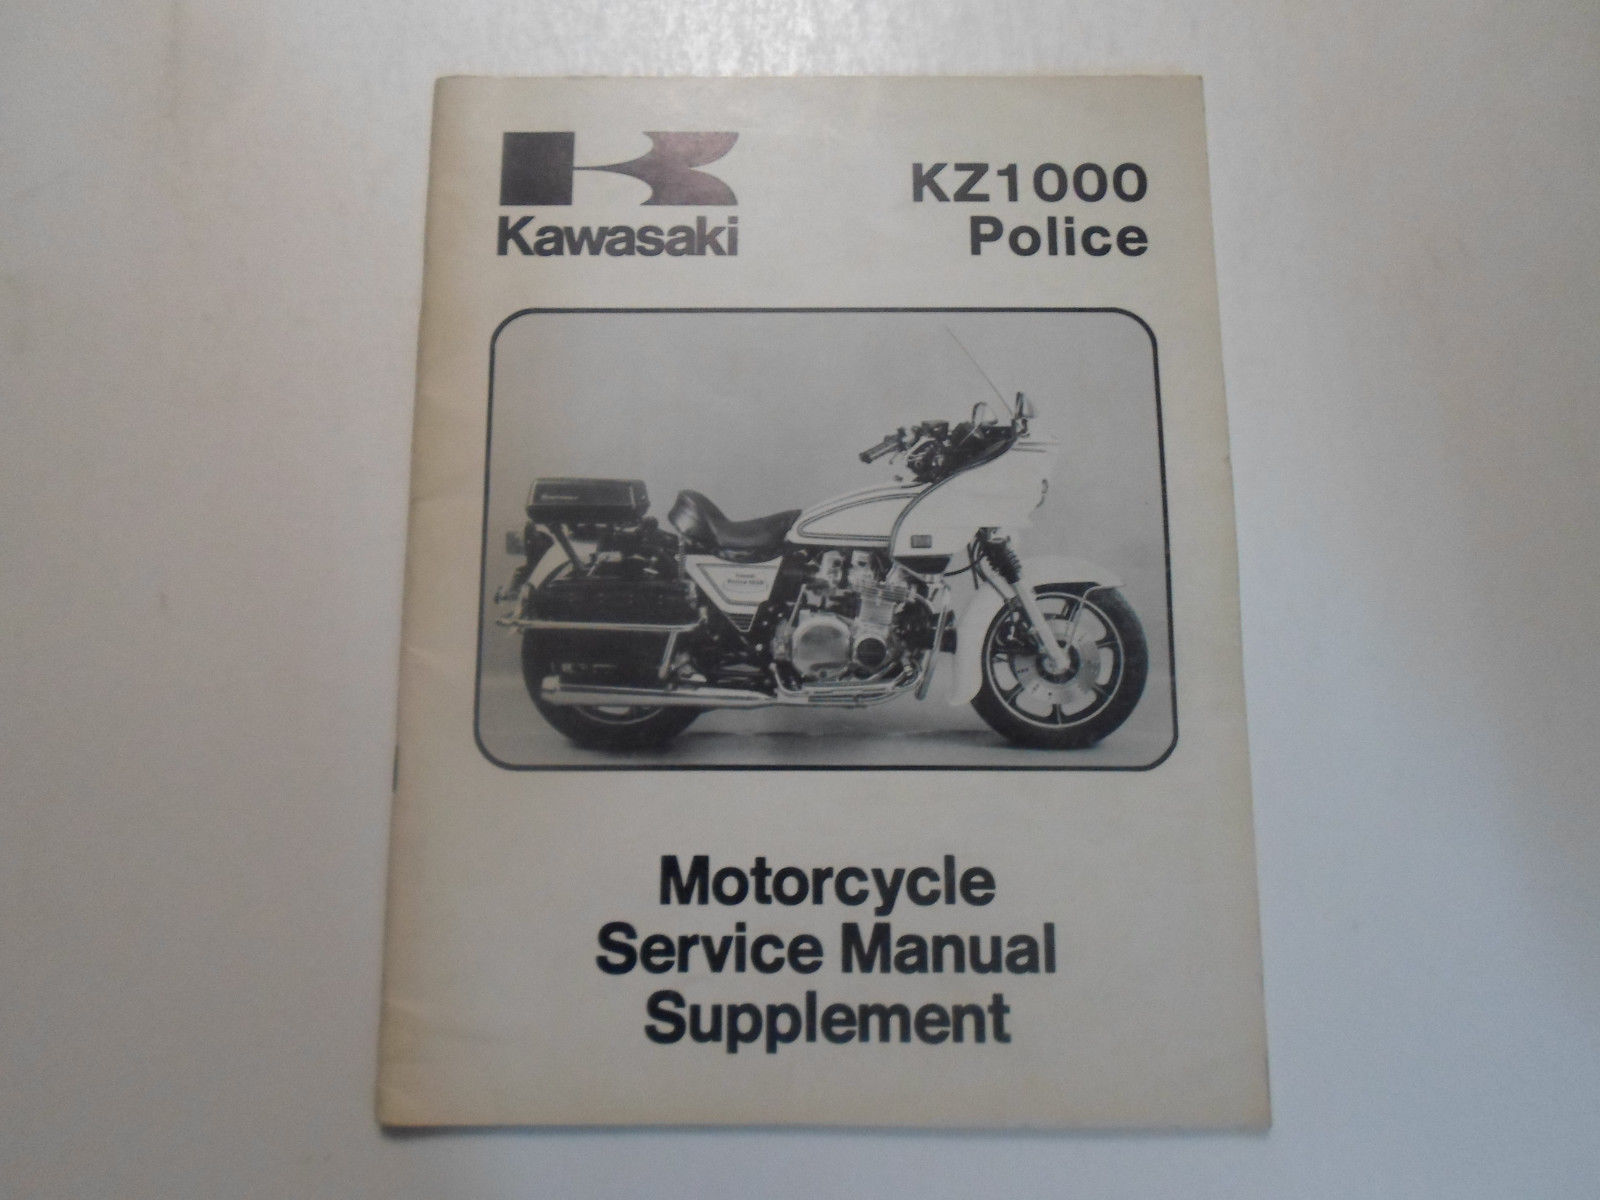 Kawasaki
KZ1000
Police
Motorcycle
Service Manual
Supplement